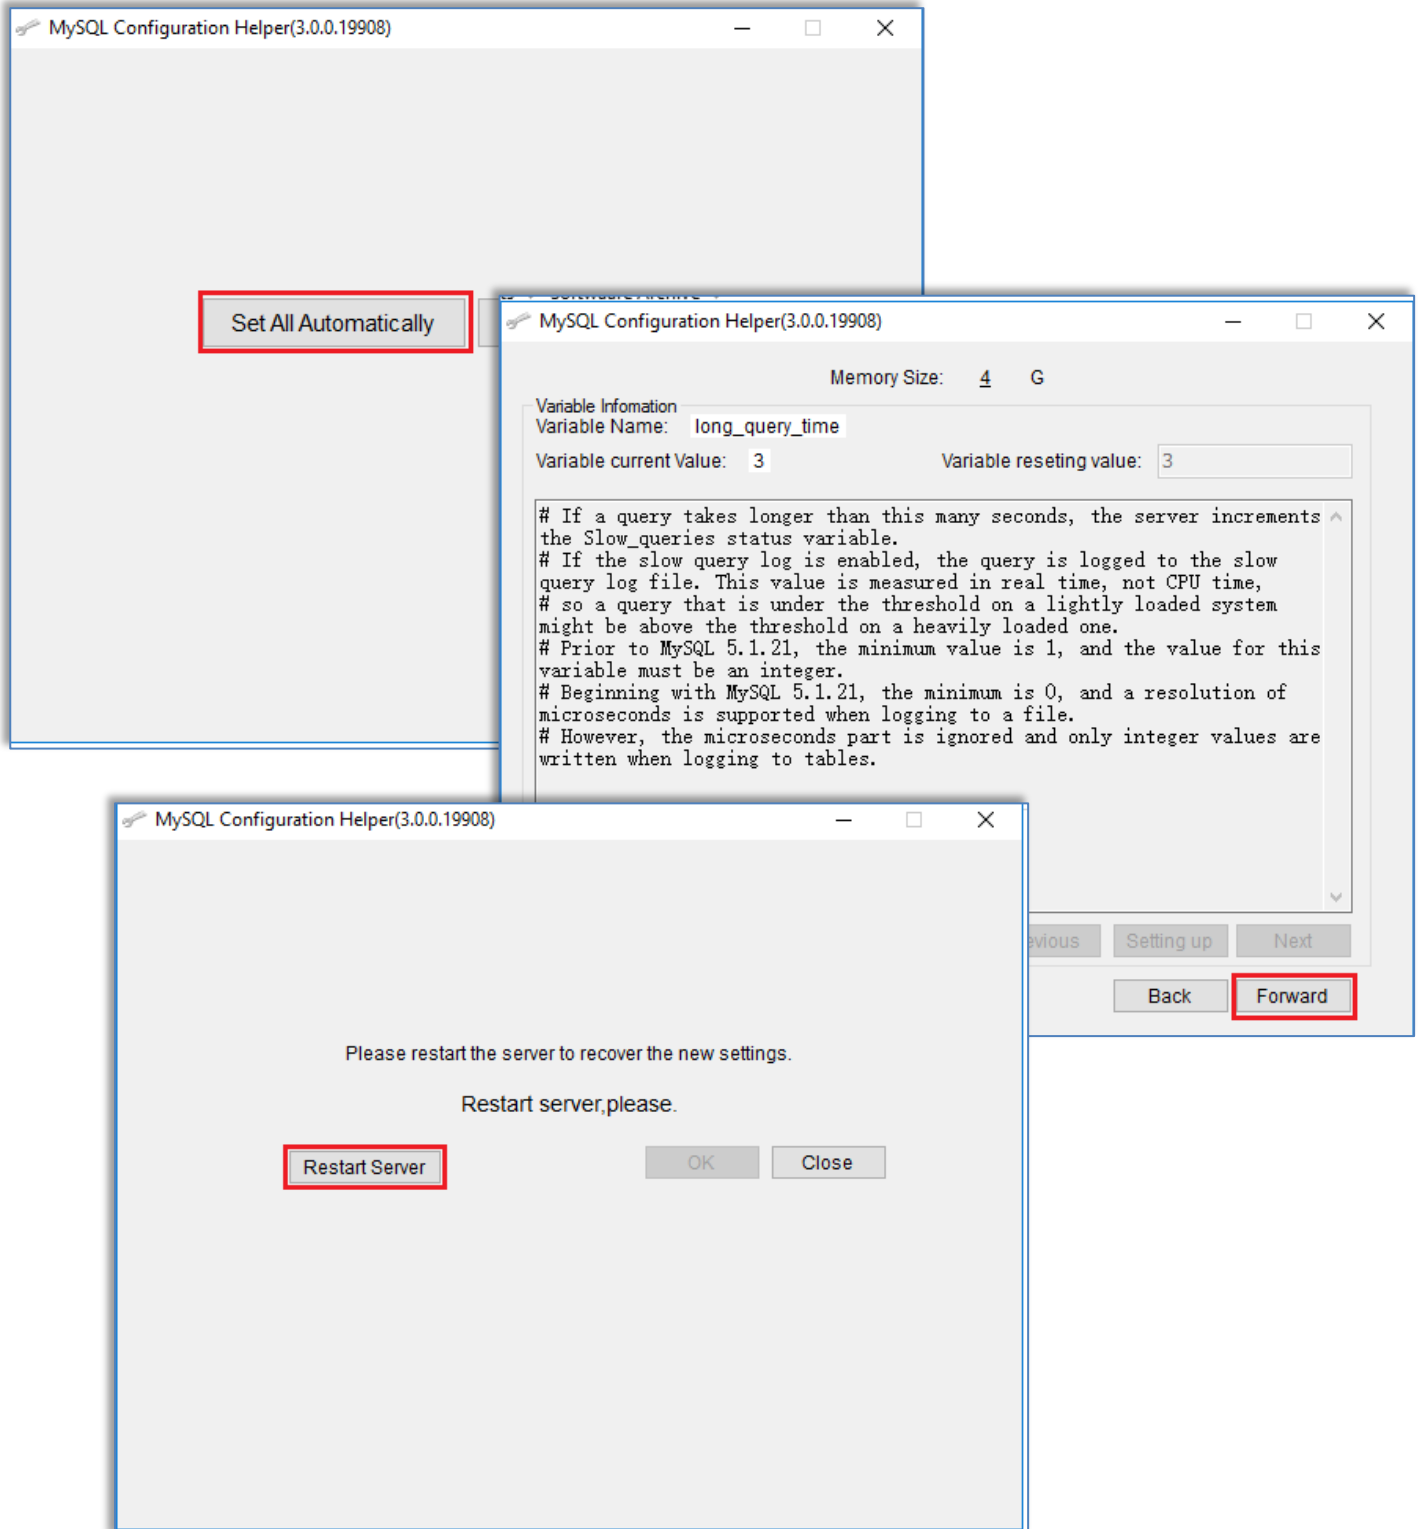 MySQL Configuration Helper(3.0.0.19908)
Set All Automatically
Software Archive
MySQL Configuration Helper(3.0.0.19908)
Memory Size: 4 G
Variable Infomation
Variable Name: long_query_time
Variable current Value: 3 Variable reseting value: 3
# If a query takes longer than this many seconds, the server increments
the Slow_queries status variable.
# If the slow query log is enabled, the query is logged to the slow
query log file. This value is measured in real time, not CPU time,
# so a query that is under the threshold on a lightly loaded system
might be above the threshold on a heavily loaded one.
# Prior to MySQL 5.1.21, the minimum value is 1, and the value for this
variable must be an integer.
# Beginning with MySQL 5.1.21, the minimum is 0, and a resolution of
microseconds is supported when logging to a file.
# However, the microseconds part is ignored and only integer values are
written when logging to tables.
evious Setting up Next
Back Forward
MySQL Configuration Helper(3.0.0.19908)
Please restart the server to recover the new settings.
Restart server,please.
Restart Server OK Close